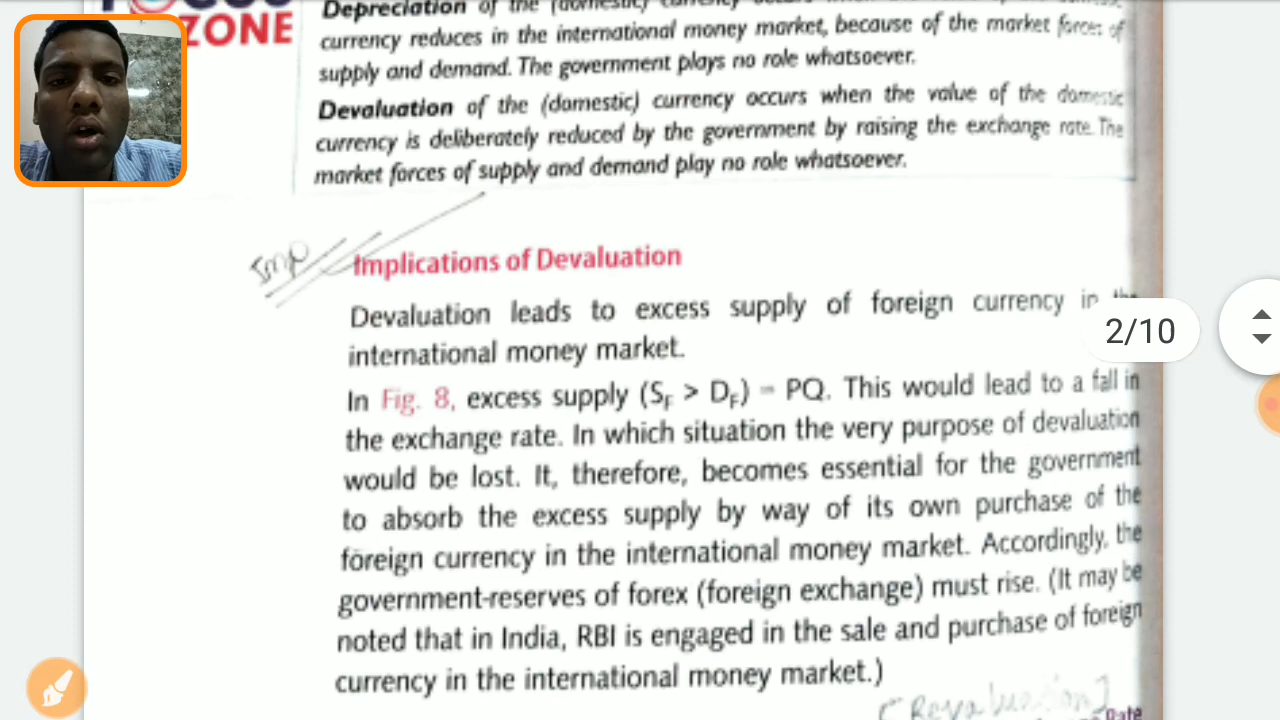 ZONE
Depreciation of the (domestic) currency
currency reduces in the international money market, because of the market forces of
supply and demand. The government plays no role whatsoever.
Devaluation of the (domestic) currency occurs when the value of the domestic
currency is deliberately reduced by the government by raising the exchange rate. The
market forces of supply and demand play no role whatsoever.
Imp
Implications of Devaluation
Devaluation leads to excess supply of foreign currency in the
international money market.
2/10
In Fig. 8, excess supply (SF > DF) = PQ. This would lead to a fall in
the exchange rate. In which situation the very purpose of devaluation
would be lost. It, therefore, becomes essential for the government
to absorb the excess supply by way of its own purchase of the
foreign currency in the international money market. Accordingly, the
government-reserves of forex (foreign exchange) must rise. (It may be
noted that in India, RBI is engaged in the sale and purchase of foreign
currency in the international money market.)
[Revaluation]
Rate